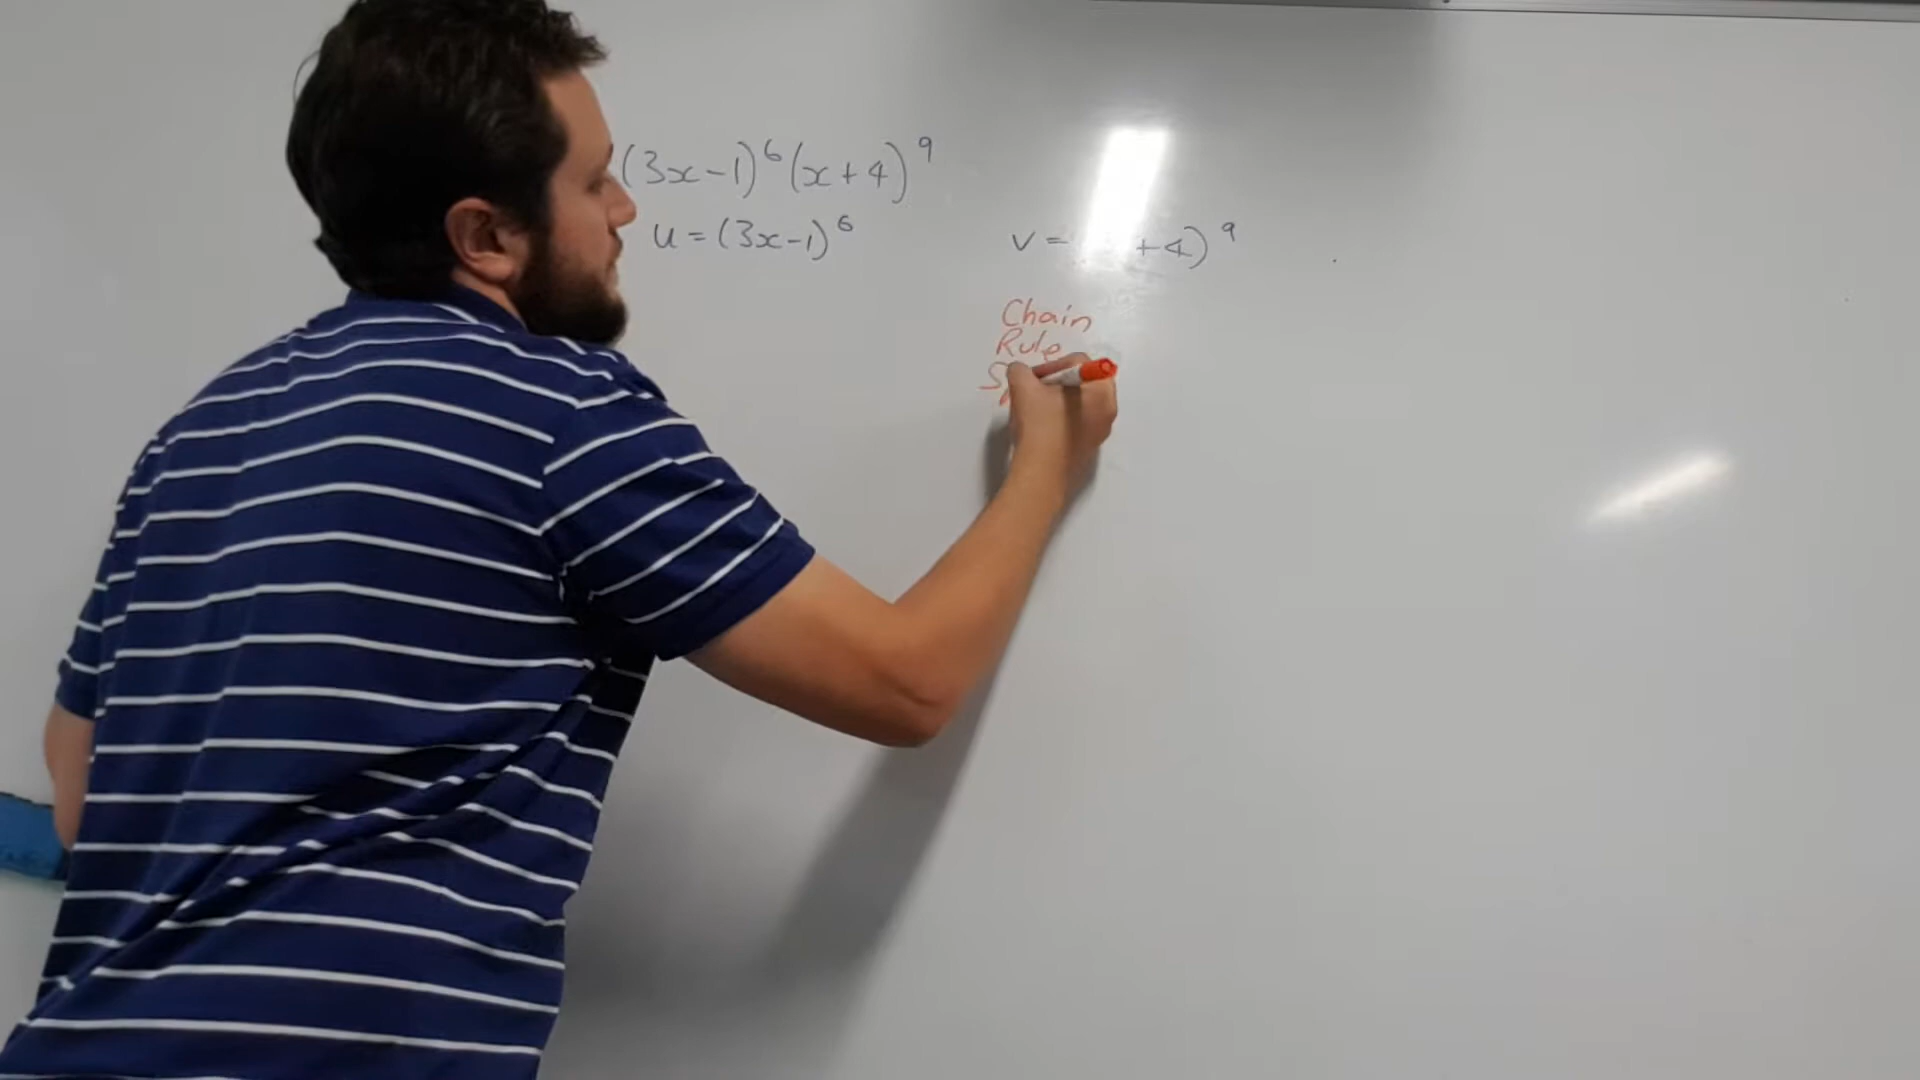 (3x-1)⁶(x+4)⁹
u=(3x-1)⁶
v= +4)⁹
Chain
Rule